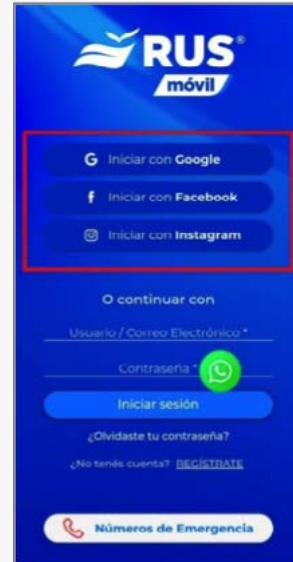 RUS®
móvil
G Iniciar con Google
f Iniciar con Facebook
Iniciar con Instagram
O continuar con
Usuario / Correo Electrónico *
Contraseña *
Iniciar sesión
¿Olvidaste tu contraseña?
¿No tenés cuenta? REGÍSTRATE
Números de Emergencia